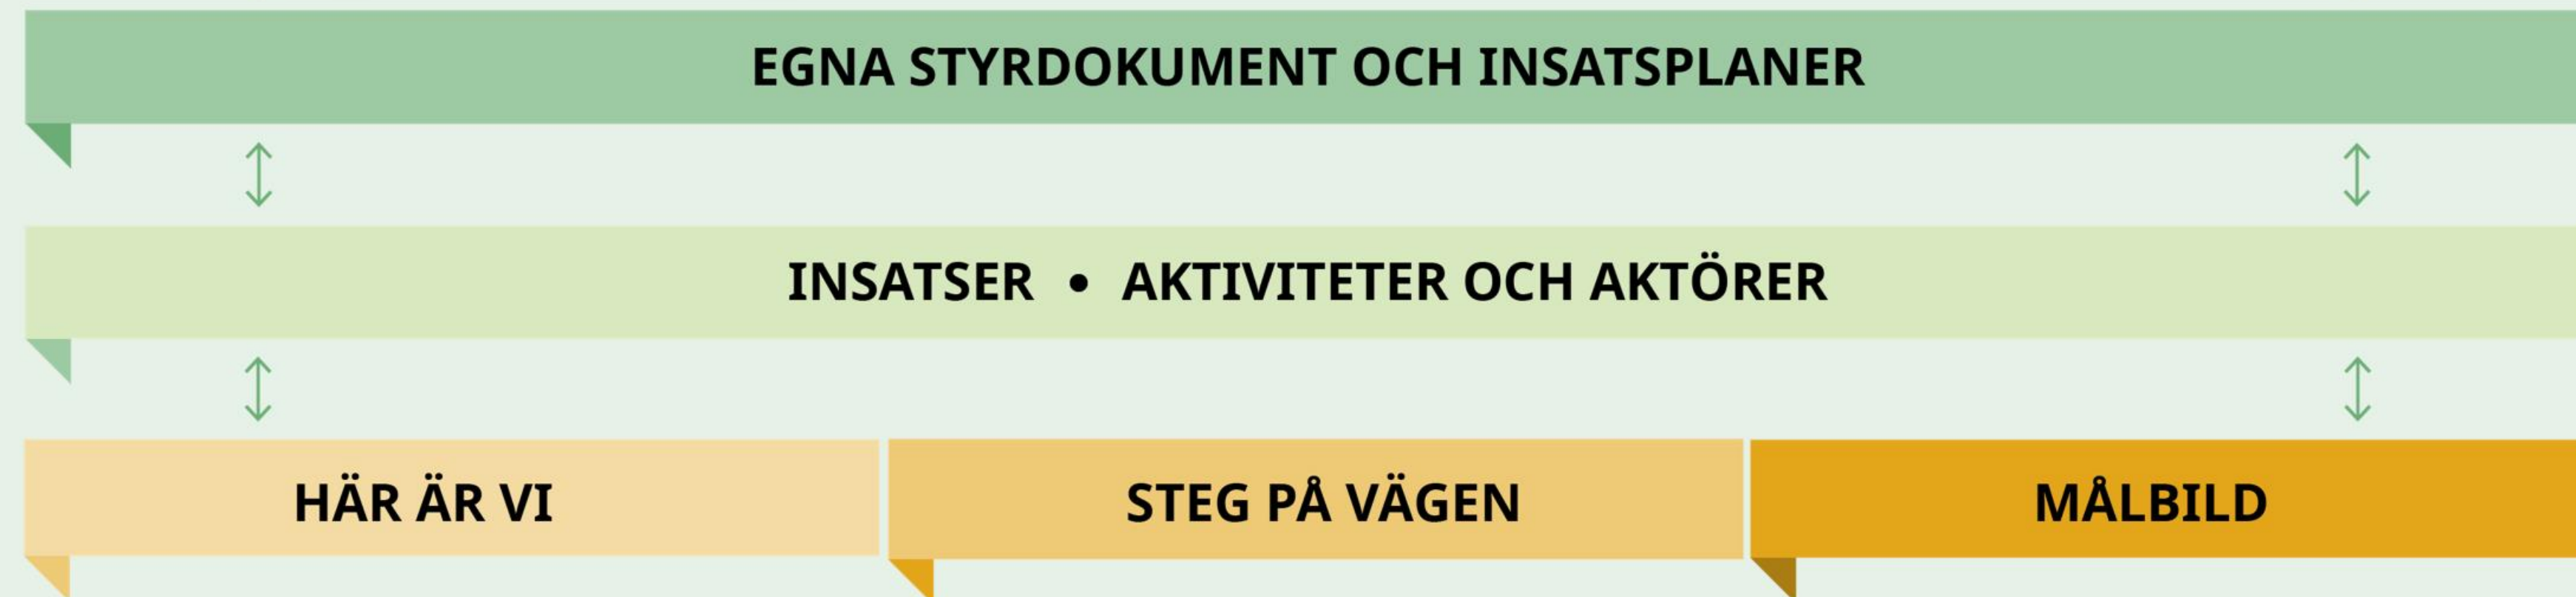 EGNA STYRDOKUMENT OCH INSATSPLANER
INSATSER • AKTIVITETER OCH AKTÖRER
HÄR ÄR VI
STEG PÅ VÄGEN
MÅLBILD